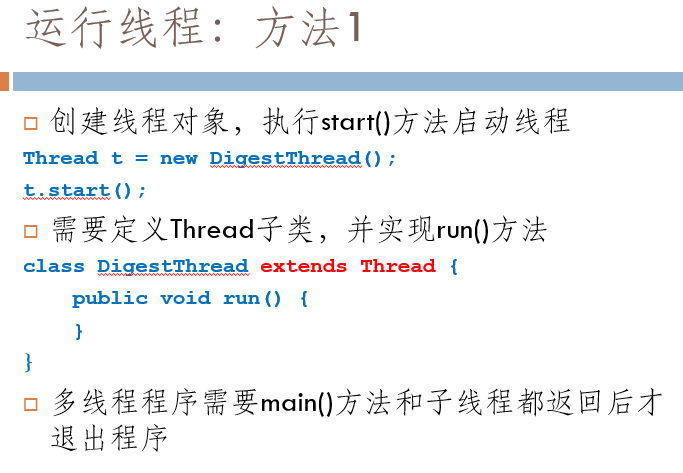 运行线程：方法1
创建线程对象，执行start()方法启动线程
Thread t = new DigestThread();
t.start();
需要定义Thread子类，并实现run()方法
class DigestThread extends Thread {
public void run() {
}
}
多线程程序需要main()方法和子线程都返回后才
退出程序